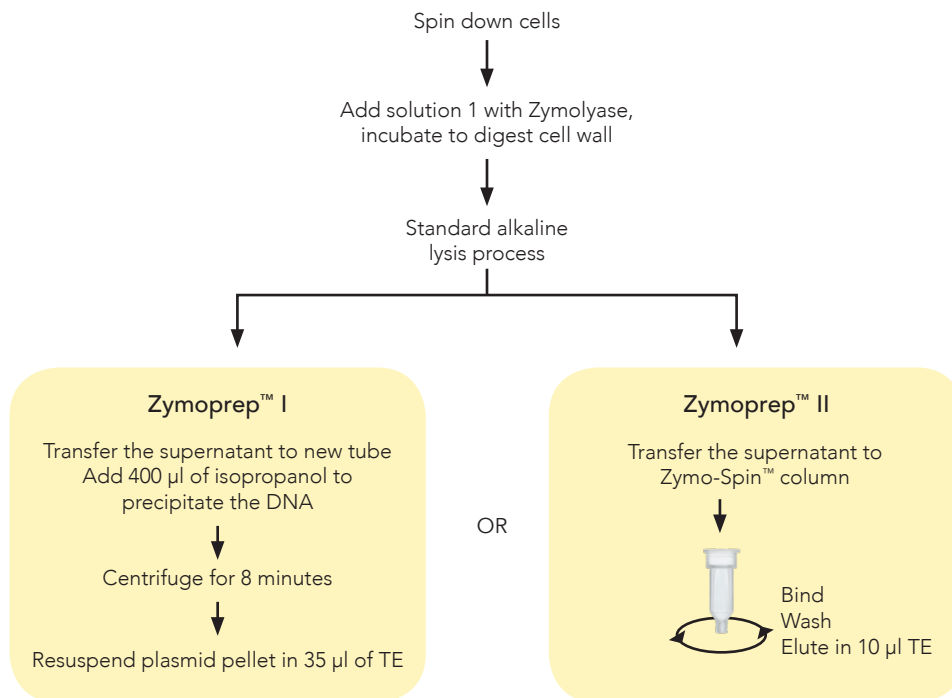 Spin down cells
Add solution 1 with Zymolyase,
incubate to digest cell wall
Standard alkaline
lysis process
Zymoprep™ I
Transfer the supernatant to new tube
Add 400 µl of isopropanol to
precipitate the DNA
Centrifuge for 8 minutes
Resuspend plasmid pellet in 35 µl of TE
OR
Zymoprep™ II
Transfer the supernatant to
Zymo-Spin™ column
Bind
Wash
Elute in 10 µl TE